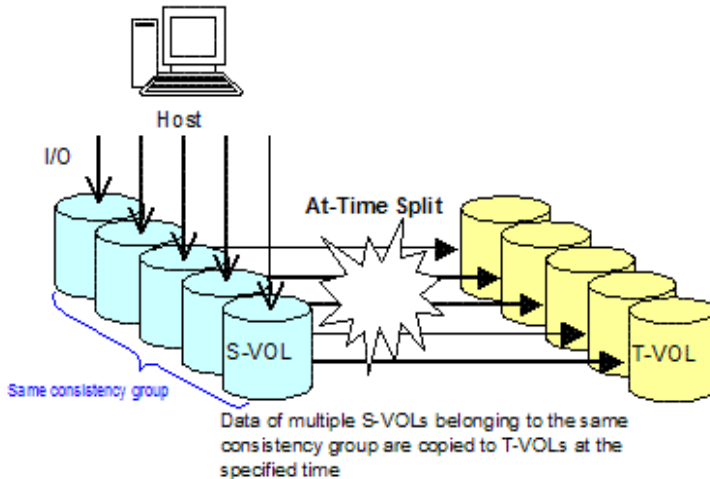 Host
I/O
At-Time Split
S-VOL
T-VOL
Same consistency group
Data of multiple S-VOLs belonging to the same
consistency group are copied to T-VOLs at the
specified time